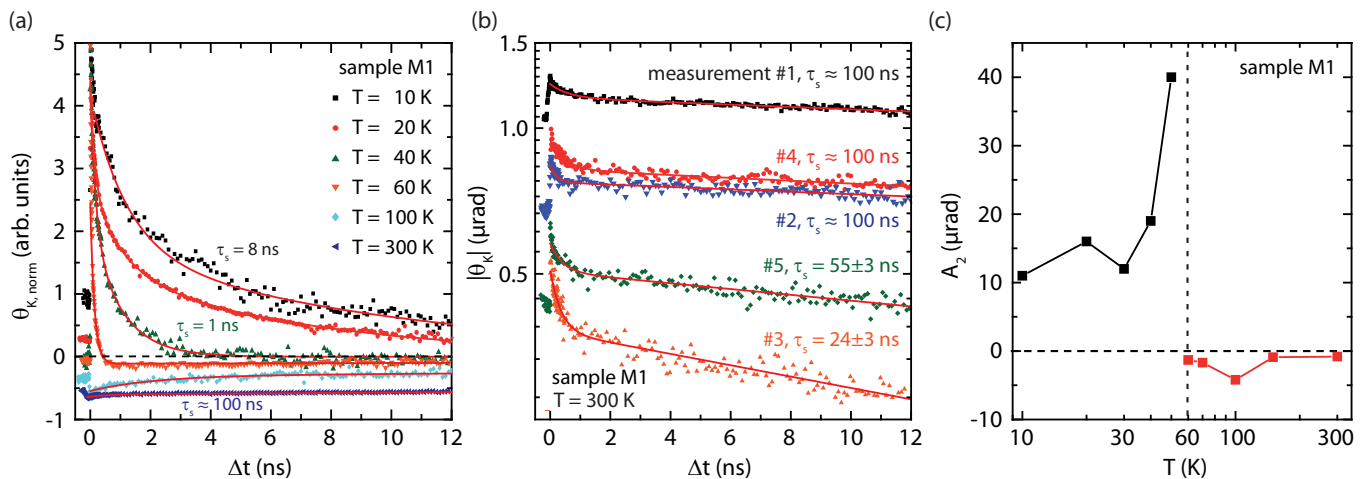 (a)
5
4
3
2
1
0
-1
θK, norm (arb. units)
sample M1
T = 10 K
T = 20 K
T = 40 K
T = 60 K
T = 100 K
T = 300 K
τs = 8 ns
τs = 1 ns
τs ≈ 100 ns
0 2 4 6 8 10 12
Δt (ns)
(b)
1.5
1.0
0.5
|θK| (µrad)
measurement #1, τs ≈ 100 ns
#4, τs ≈ 100 ns
#2, τs ≈ 100 ns
#5, τs = 55±3 ns
#3, τs = 24±3 ns
sample M1
T = 300 K
0 2 4 6 8 10 12
Δt (ns)
(c)
40
30
20
10
0
-10
A2 (µrad)
sample M1
10 30 60 100 300
T (K)